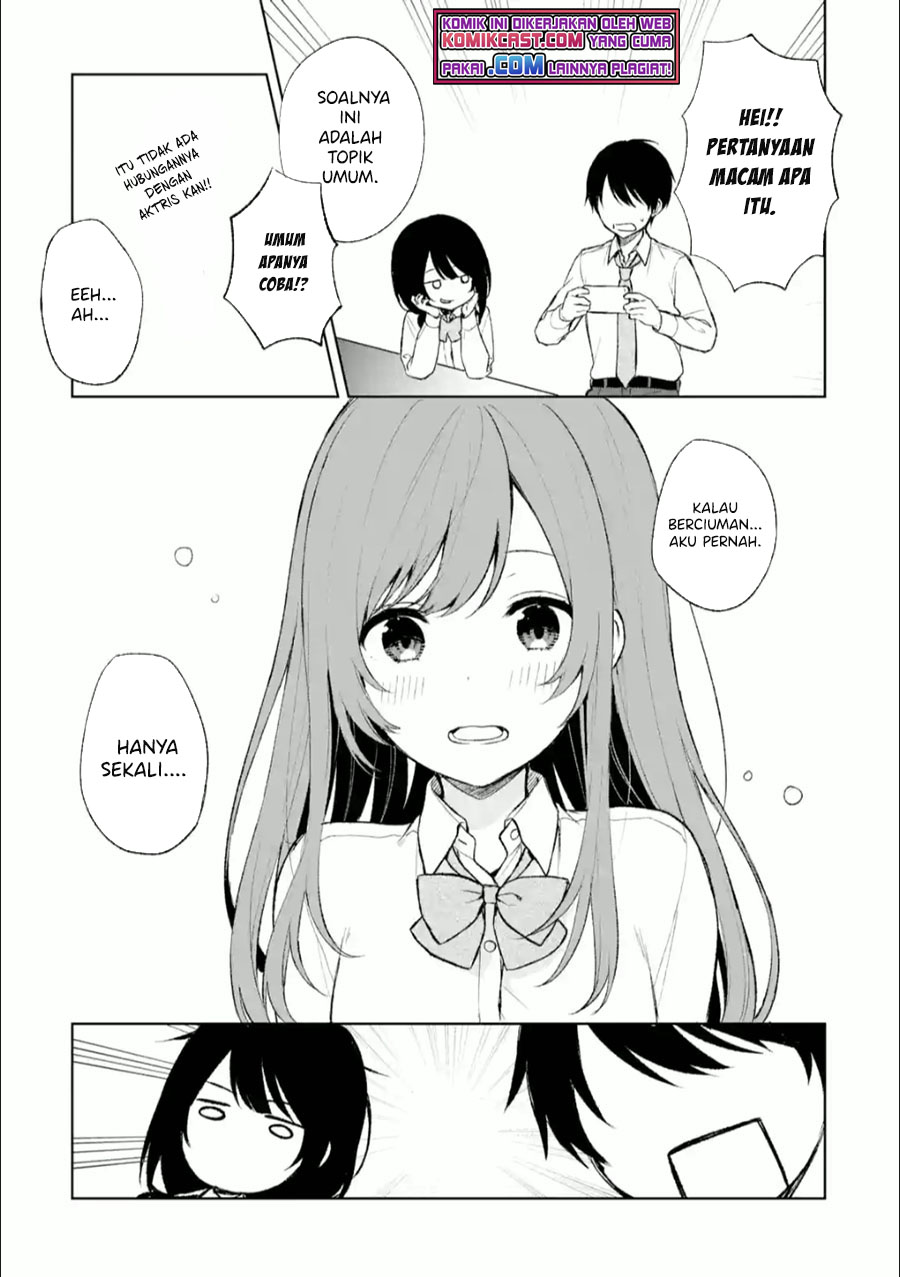 KOMIK INI DIKERJAKAN OLEH WEB
KOMIKCAST.COM YANG CUMA
PAKAI .COM LAINNYA PLAGIAT!
HEI!!
PERTANYAAN
MACAM APA
ITU.
SOALNYA
INI
ADALAH
TOPIK
UMUM.
UMUM
APANYA
COBA!?
ITU TIDAK ADA
HUBUNGANNYA
DENGAN
AKTRIS KAN!!
EEH...
AH...
KALAU
BERCIUMAN...
AKU PERNAH.
HANYA
SEKALI....